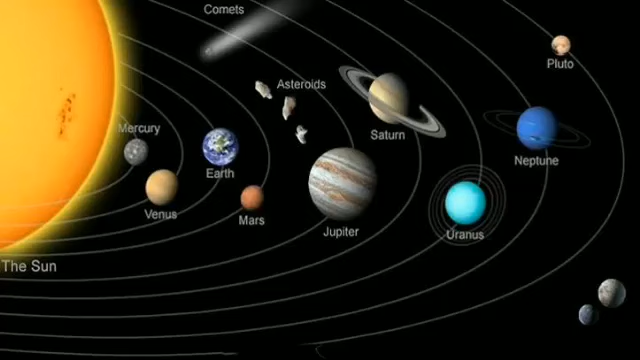 Comets
Pluto
Asteroids
Mercury
Saturn
Neptune
Earth
Venus
Mars
Jupiter
Uranus
The Sun